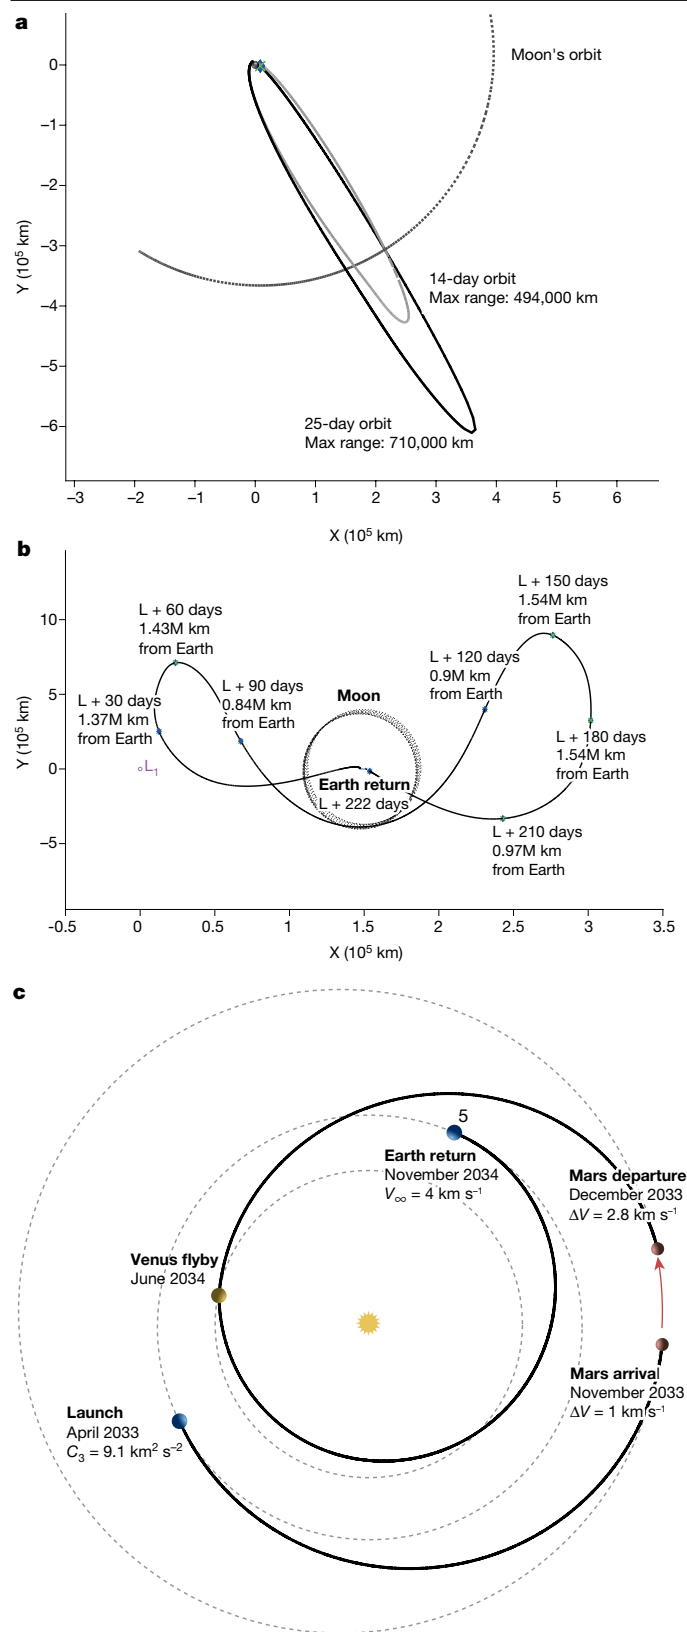 a
0
−1
−2
−3
−4
−5
−6
Y (10⁵ km)
Moon's orbit
14-day orbit
Max range: 494,000 km
25-day orbit
Max range: 710,000 km
−3
−2
−1
0
1
2
3
4
5
6
X (10⁵ km)
b
10
5
0
−5
Y (10⁵ km)
L + 60 days
1.43M km
from Earth
L + 30 days
1.37M km
from Earth
L + 90 days
0.84M km
from Earth
L₁
Moon
Earth return
L + 222 days
L + 120 days
0.9M km
from Earth
L + 150 days
1.54M km
from Earth
L + 180 days
1.54M km
from Earth
L + 210 days
0.97M km
from Earth
-0.5
0
0.5
1
1.5
2
2.5
3
3.5
X (10⁵ km)
c
5
Earth return
November 2034
V∞ = 4 km s⁻¹
Mars departure
December 2033
ΔV = 2.8 km s⁻¹
Venus flyby
June 2034
Mars arrival
November 2033
ΔV = 1 km s⁻¹
Launch
April 2033
C₃ = 9.1 km² s⁻²